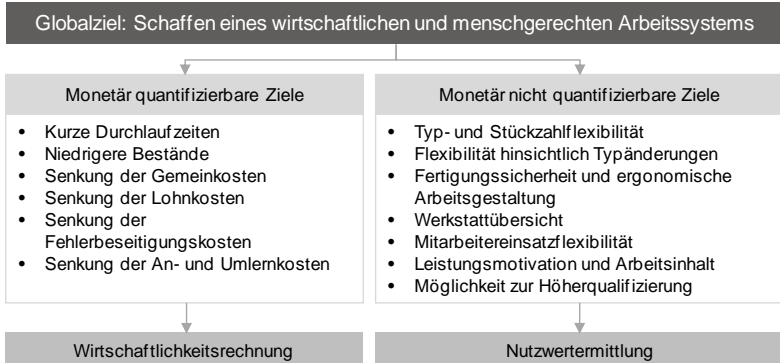 Globalziel: Schaffen eines wirtschaftlichen und menschgerechten Arbeitssystems
Monetär quantifizierbare Ziele
• Kurze Durchlaufzeiten
• Niedrigere Bestände
• Senkung der Gemeinkosten
• Senkung der Lohnkosten
• Senkung der
Fehlerbeseitigungskosten
• Senkung der An- und Umlernkosten
Wirtschaftlichkeitsrechnung
Monetär nicht quantifizierbare Ziele
• Typ- und Stückzahlflexibilität
• Flexibilität hinsichtlich Typänderungen
• Fertigungssicherheit und ergonomische
Arbeitsgestaltung
• Werkstattübersicht
• Mitarbeitereinsatzflexibilität
• Leistungsmotivation und Arbeitsinhalt
• Möglichkeit zur Höherqualifizierung
Nutzwertermittlung